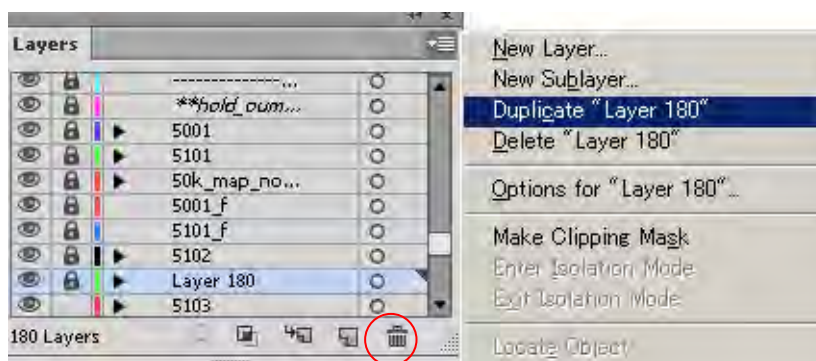 Layers
---------------...
**hold_oum...
5001
5101
50k_map_no...
5001_f
5101_f
5102
Layer 180
5103
180 Layers
New Layer...
New Sublayer...
Duplicate "Layer 180"
Delete "Layer 180"
Options for "Layer 180"...
Make Clipping Mask
Enter Isolation Mode
Exit Isolation Mode
Locate Object